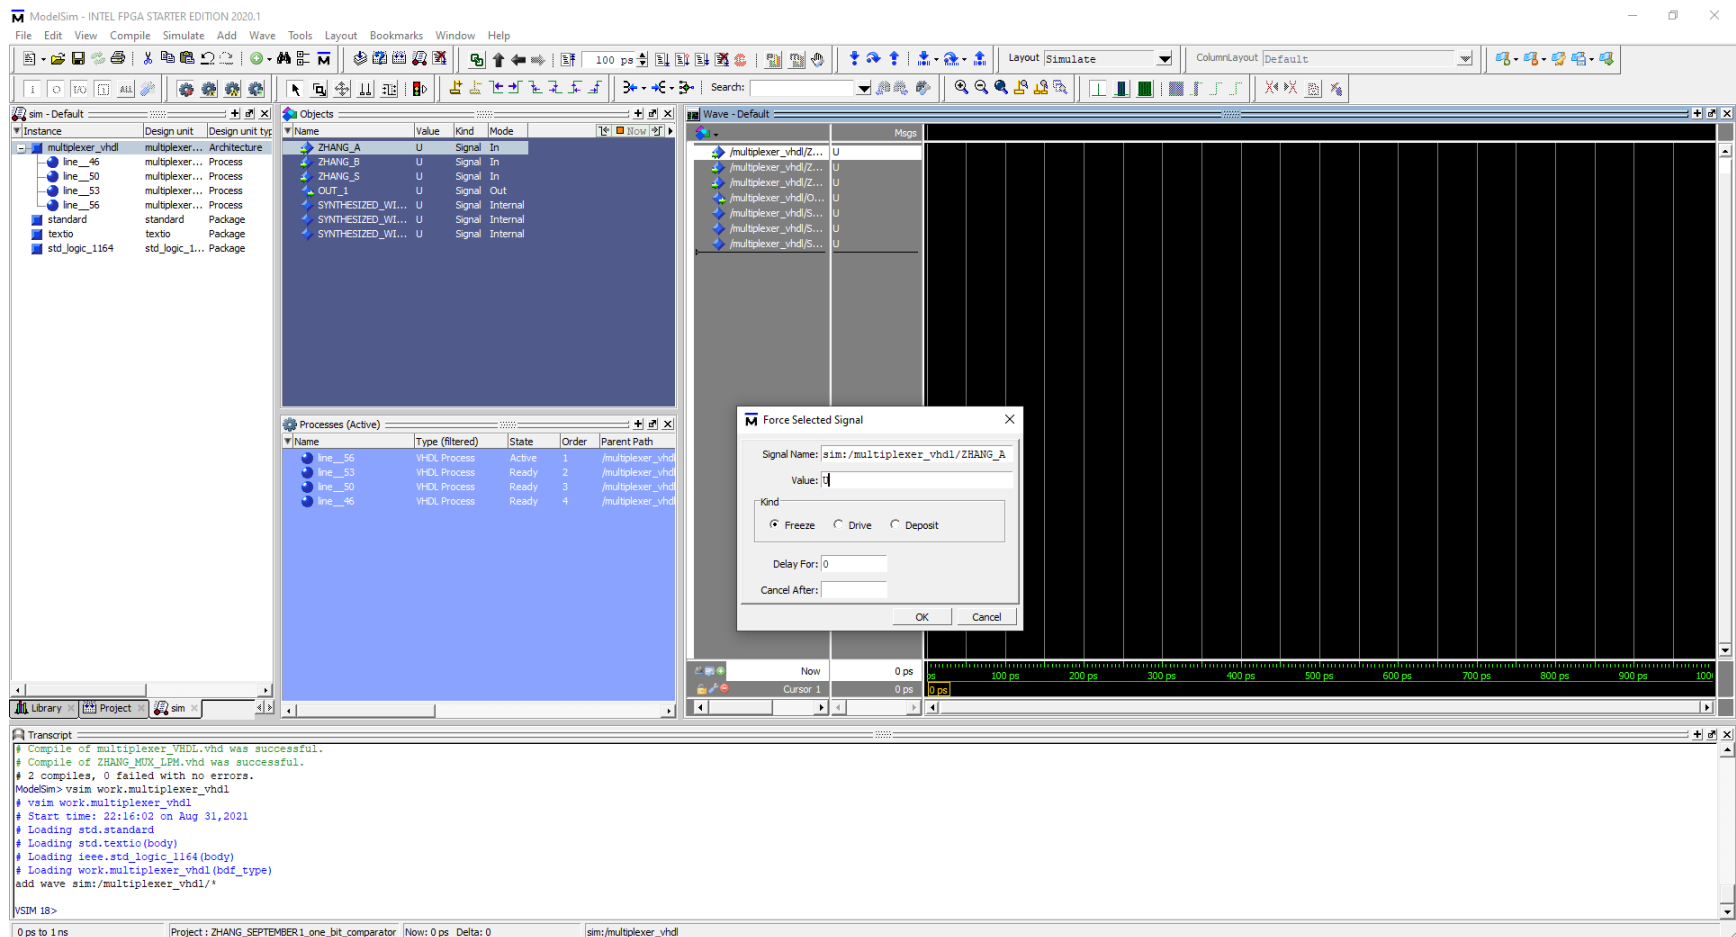 ModelSim - INTEL FPGA STARTER EDITION 2020.1
File Edit View Compile Simulate Add Wave Tools Layout Bookmarks Window Help
100 ps Layout Simulate ColumnLayout Default
Search:
sim - Default
Instance Design unit Design unit typ
multiplexer_vhdl multiplexer... Architecture
line__46 multiplexer... Process
line__50 multiplexer... Process
line__53 multiplexer... Process
line__56 multiplexer... Process
standard standard Package
textio textio Package
std_logic_1164 std_logic_1... Package
Library Project sim
Objects
Name Value Kind Mode Now
ZHANG_A U Signal In
ZHANG_B U Signal In
ZHANG_S U Signal In
OUT_1 U Signal Out
SYNTHESIZED_WI... U Signal Internal
SYNTHESIZED_WI... U Signal Internal
SYNTHESIZED_WI... U Signal Internal
Processes (Active)
Name Type (filtered) State Order Parent Path
line__56 VHDL Process Active 1 /multiplexer_vhdl
line__53 VHDL Process Ready 2 /multiplexer_vhdl
line__50 VHDL Process Ready 3 /multiplexer_vhdl
line__46 VHDL Process Ready 4 /multiplexer_vhdl
Wave - Default
Msgs
/multiplexer_vhdl/Z... U
/multiplexer_vhdl/Z... U
/multiplexer_vhdl/Z... U
/multiplexer_vhdl/O... U
/multiplexer_vhdl/S... U
/multiplexer_vhdl/S... U
/multiplexer_vhdl/S... U
Force Selected Signal
Signal Name: sim:/multiplexer_vhdl/ZHANG_A
Value: U
Kind
Freeze Drive Deposit
Delay For: 0
Cancel After:
OK Cancel
Now 0 ps ps 100 ps 200 ps 300 ps 400 ps 500 ps 600 ps 700 ps 800 ps 900 ps 100
Cursor 1 0 ps 0 ps
Transcript
# Compile of multiplexer_VHDL.vhd was successful.
# Compile of ZHANG_MUX_LPM.vhd was successful.
# 2 compiles, 0 failed with no errors.
ModelSim> vsim work.multiplexer_vhdl
# vsim work.multiplexer_vhdl
# Start time: 22:16:02 on Aug 31,2021
# Loading std.standard
# Loading std.textio(body)
# Loading ieee.std_logic_1164(body)
# Loading work.multiplexer_vhdl(bdf_type)
add wave sim:/multiplexer_vhdl/*
VSIM 18>
0 ps to 1 ns Project : ZHANG_SEPTEMBER1_one_bit_comparator Now: 0 ps Delta: 0 sim:/multiplexer_vhdl